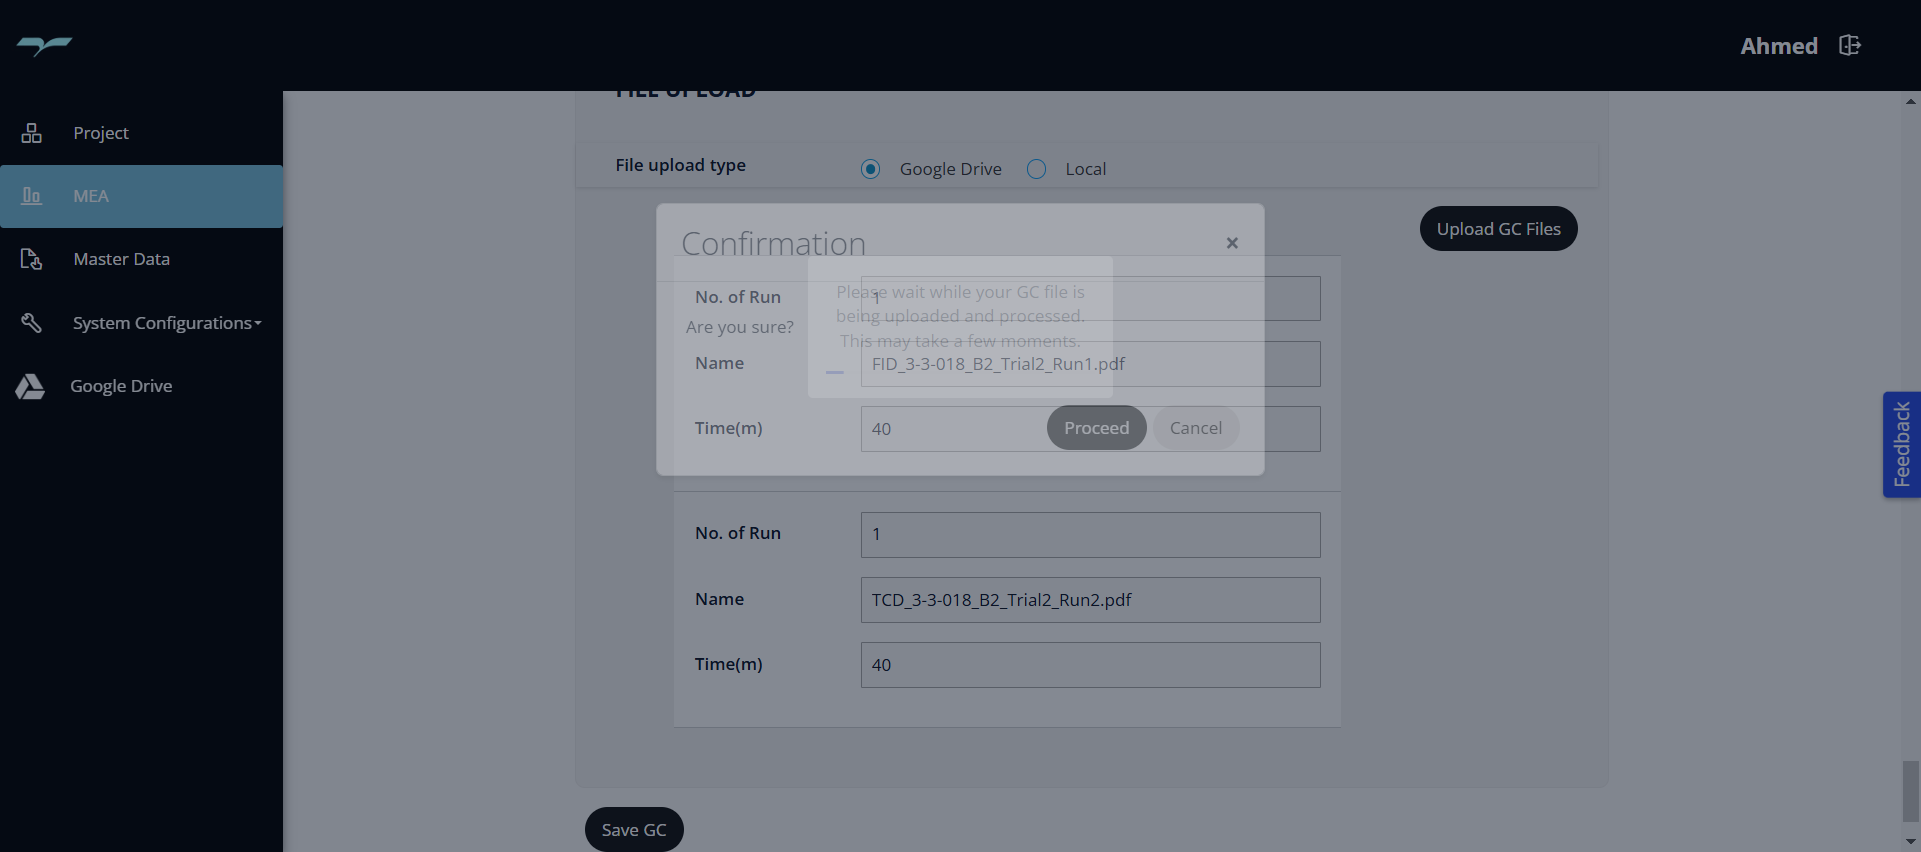 Ahmed
Project
MEA
Master Data
System Configurations
Google Drive
FILE UPLOAD
File upload type
Google Drive
Local
Upload GC Files
Confirmation
×
Are you sure?
Please wait while your GC file is
being uploaded and processed.
This may take a few moments.
Proceed
Cancel
No. of Run
1
Name
FID_3-3-018_B2_Trial2_Run1.pdf
Time(m)
40
No. of Run
1
Name
TCD_3-3-018_B2_Trial2_Run2.pdf
Time(m)
40
Save GC
Feedback